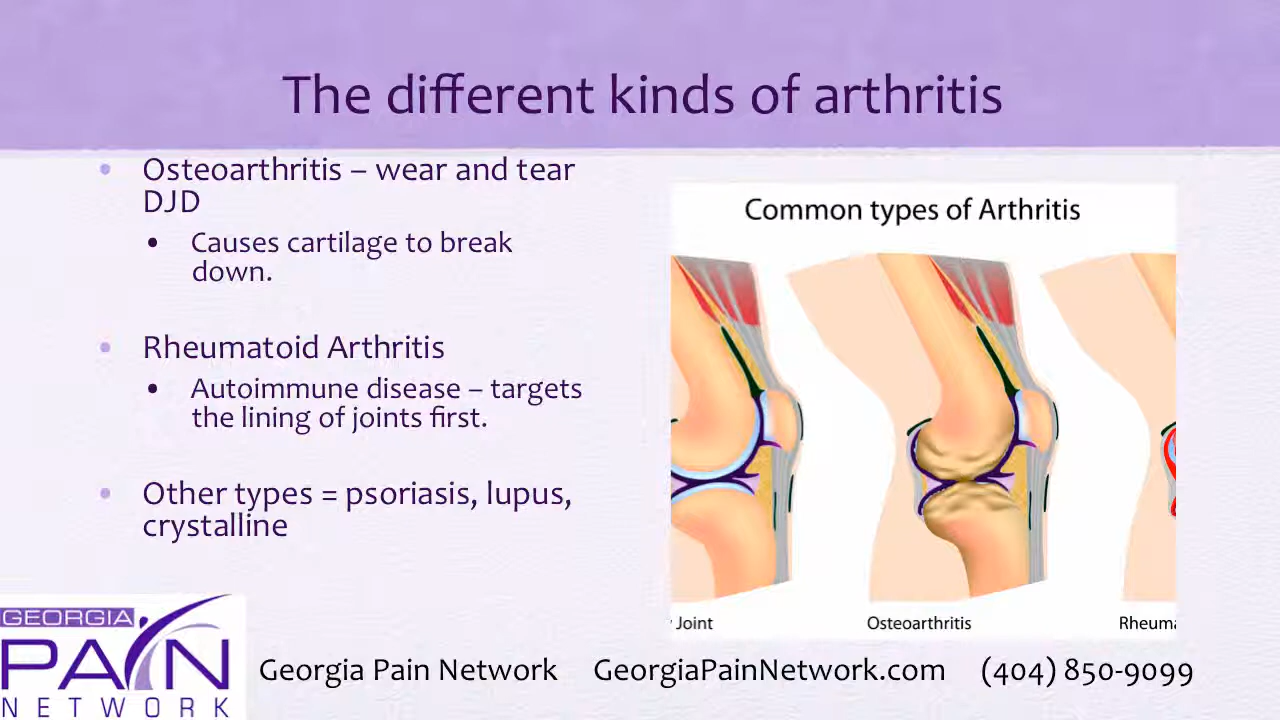 The different kinds of arthritis
• Osteoarthritis – wear and tear
DJD
• Causes cartilage to break
down.
• Rheumatoid Arthritis
• Autoimmune disease – targets
the lining of joints first.
• Other types = psoriasis, lupus,
crystalline
Common types of Arthritis
Joint
Osteoarthritis
Rheuma
GEORGIA
PAIN
NETWORK
Georgia Pain Network GeorgiaPainNetwork.com (404) 850-9099